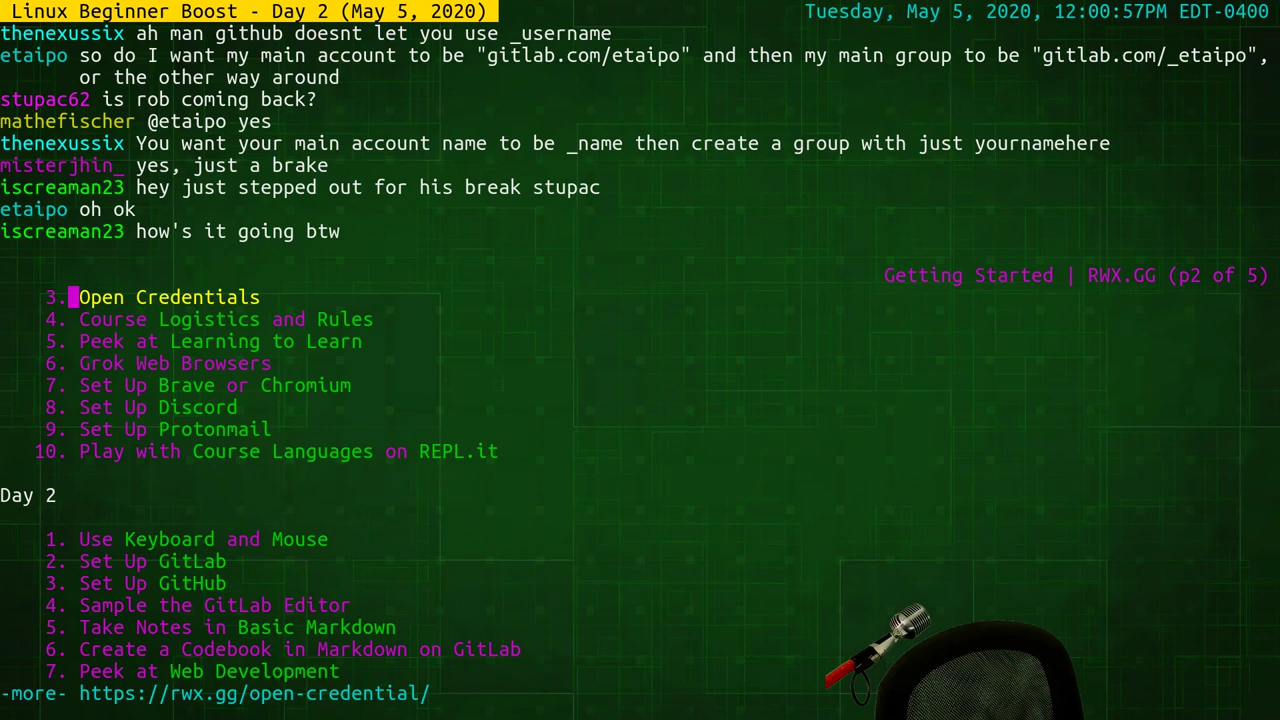 Linux Beginner Boost - Day 2 (May 5, 2020)
Tuesday, May 5, 2020, 12:00:57PM EDT-0400
thenexussix ah man github doesnt let you use _username
etaipo so do I want my main account to be "gitlab.com/etaipo" and then my main group to be "gitlab.com/_etaipo",
or the other way around
stupac62 is rob coming back?
mathefischer @etaipo yes
thenexussix You want your main account name to be _name then create a group with just yournamehere
misterjhin_ yes, just a brake
iscreaman23 hey just stepped out for his break stupac
etaipo oh ok
iscreaman23 how's it going btw
Getting Started | RWX.GG (p2 of 5)
3. Open Credentials
4. Course Logistics and Rules
5. Peek at Learning to Learn
6. Grok Web Browsers
7. Set Up Brave or Chromium
8. Set Up Discord
9. Set Up Protonmail
10. Play with Course Languages on REPL.it
Day 2
1. Use Keyboard and Mouse
2. Set Up GitLab
3. Set Up GitHub
4. Sample the GitLab Editor
5. Take Notes in Basic Markdown
6. Create a Codebook in Markdown on GitLab
7. Peek at Web Development
-more- https://rwx.gg/open-credential/